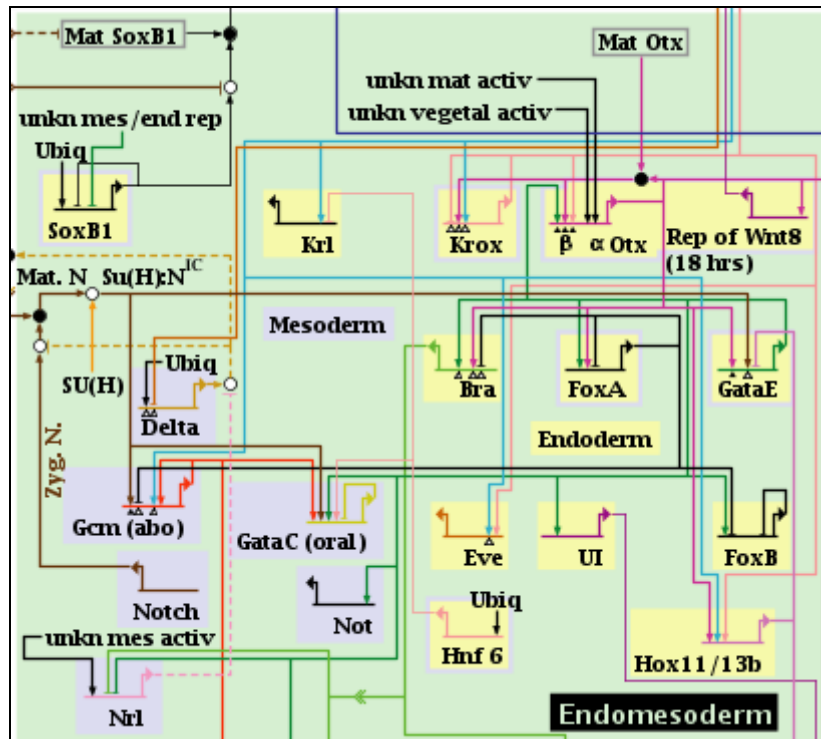 Mat SoxB1
Mat Otx
unkn mat activ
unkn vegetal activ
unkn mes/end rep
Ubiq
SoxB1
Krl
Krox
β α Otx
Rep of Wnt8
(18 hrs)
Mat. N
Su(H):N^IC
Mesoderm
SU(H)
Ubiq
Delta
Bra
FoxA
GataE
Endoderm
Zyg. N.
Gcm (abo)
GataC (oral)
Eve
UI
FoxB
Notch
Not
Ubiq
Hnf 6
Hox11/13b
unkn mes activ
Nrl
Endomesoderm